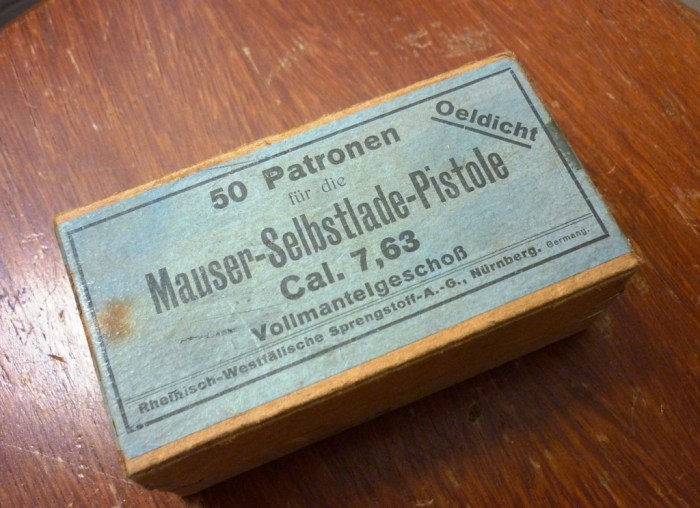 Oeldicht
50 Patronen
für die
Mauser-Selbstlade-Pistole
Cal. 7,63
Vollmantelgeschoß
Rheinisch-Westfälische Sprengstoff-A.-G., Nürnberg. Germany.